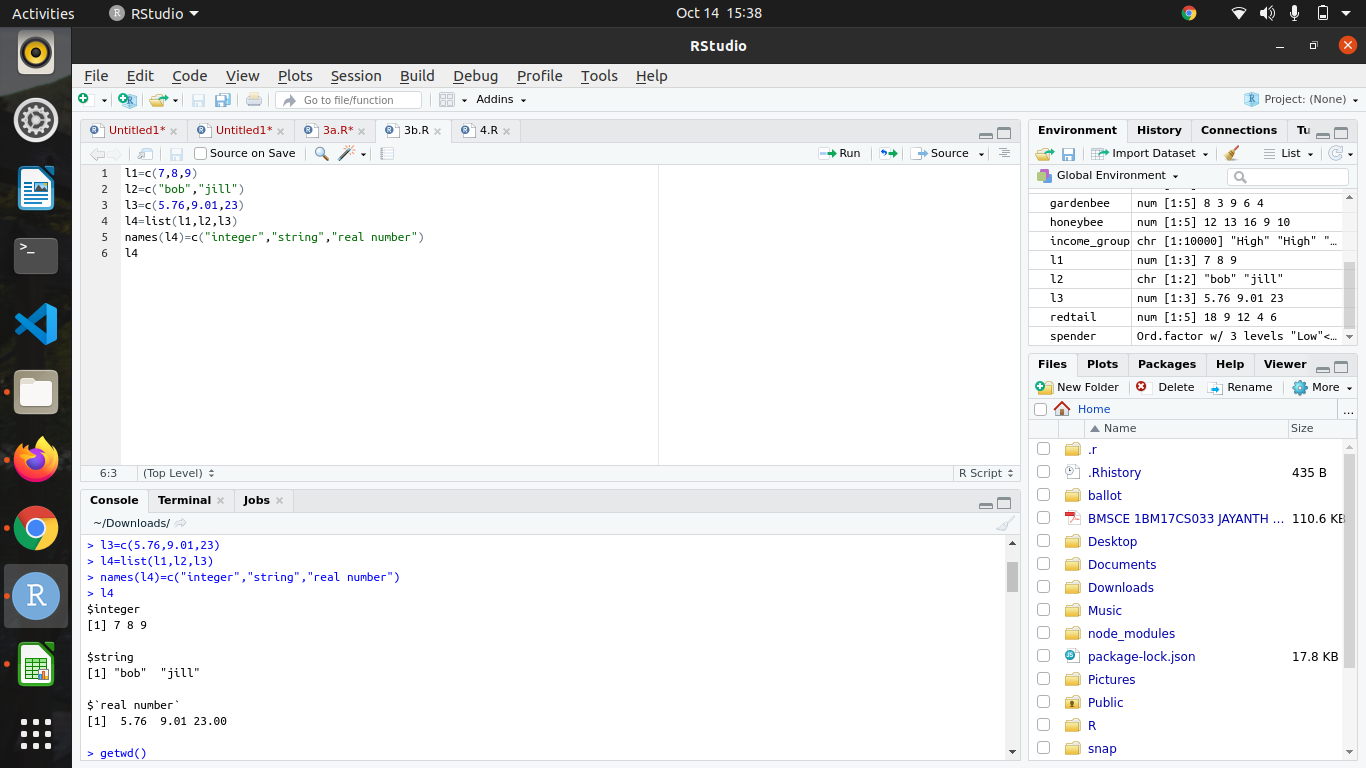 Activities RStudio Oct 14 15:38
RStudio
File Edit Code View Plots Session Build Debug Profile Tools Help
Go to file/function Addins Project: (None)
Untitled1* Untitled1* 3a.R* 3b.R 4.R
Source on Save Run Source
1 l1=c(7,8,9)
2 l2=c("bob","jill")
3 l3=c(5.76,9.01,23)
4 l4=list(l1,l2,l3)
5 names(l4)=c("integer","string","real number")
6 l4
6:3 (Top Level) R Script
Console Terminal Jobs
~/Downloads/
> l3=c(5.76,9.01,23)
> l4=list(l1,l2,l3)
> names(l4)=c("integer","string","real number")
> l4
$integer
[1] 7 8 9
$string
[1] "bob"  "jill"
$`real number`
[1]  5.76  9.01 23.00
> getwd()
Environment History Connections Tu
Import Dataset List
Global Environment
gardenbee num [1:5] 8 3 9 6 4
honeybee num [1:5] 12 13 16 9 10
income_group chr [1:10000] "High" "High" "…
l1 num [1:3] 7 8 9
l2 chr [1:2] "bob" "jill"
l3 num [1:3] 5.76 9.01 23
redtail num [1:5] 18 9 12 4 6
spender Ord.factor w/ 3 levels "Low"<…
Files Plots Packages Help Viewer
New Folder Delete Rename More
Home ...
Name Size
.r
.Rhistory 435 B
ballot
BMSCE 1BM17CS033 JAYANTH ... 110.6 KB
Desktop
Documents
Downloads
Music
node_modules
package-lock.json 17.8 KB
Pictures
Public
R
snap